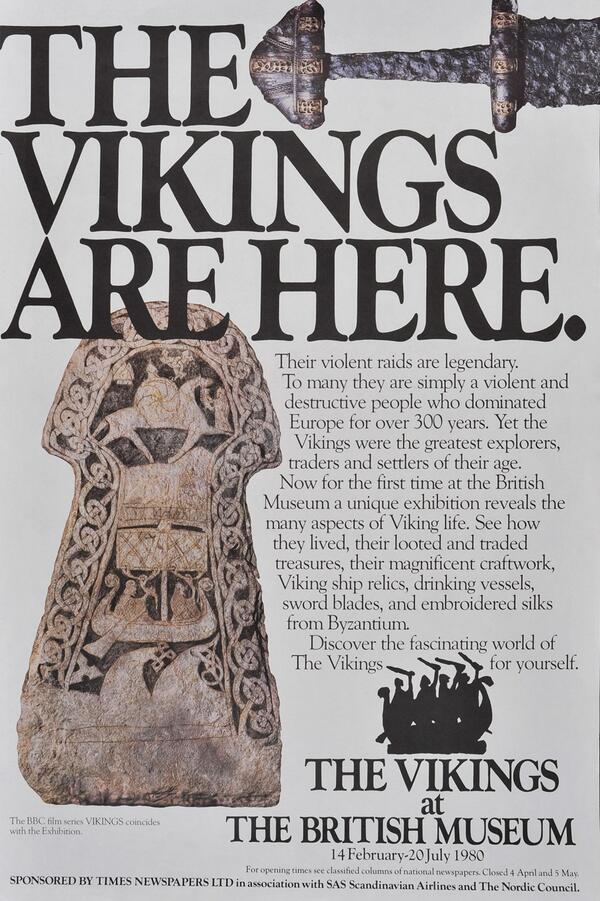 THE
VIKINGS
ARE HERE.
Their violent raids are legendary.
To many they are simply a violent and
destructive people who dominated
Europe for over 300 years. Yet the
Vikings were the greatest explorers,
traders and settlers of their age.
Now for the first time at the British
Museum a unique exhibition reveals the
many aspects of Viking life. See how
they lived, their looted and traded
treasures, their magnificent craftwork,
Viking ship relics, drinking vessels,
sword blades, and embroidered silks
from Byzantium.
Discover the fascinating world of
The Vikings for yourself.
THE VIKINGS
at
THE BRITISH MUSEUM
14 February-20 July 1980
The BBC film series VIKINGS coincides
with the Exhibition.
For opening times see classified columns of national newspapers. Closed 4 April and 5 May.
SPONSORED BY TIMES NEWSPAPERS LTD in association with SAS Scandinavian Airlines and The Nordic Council.